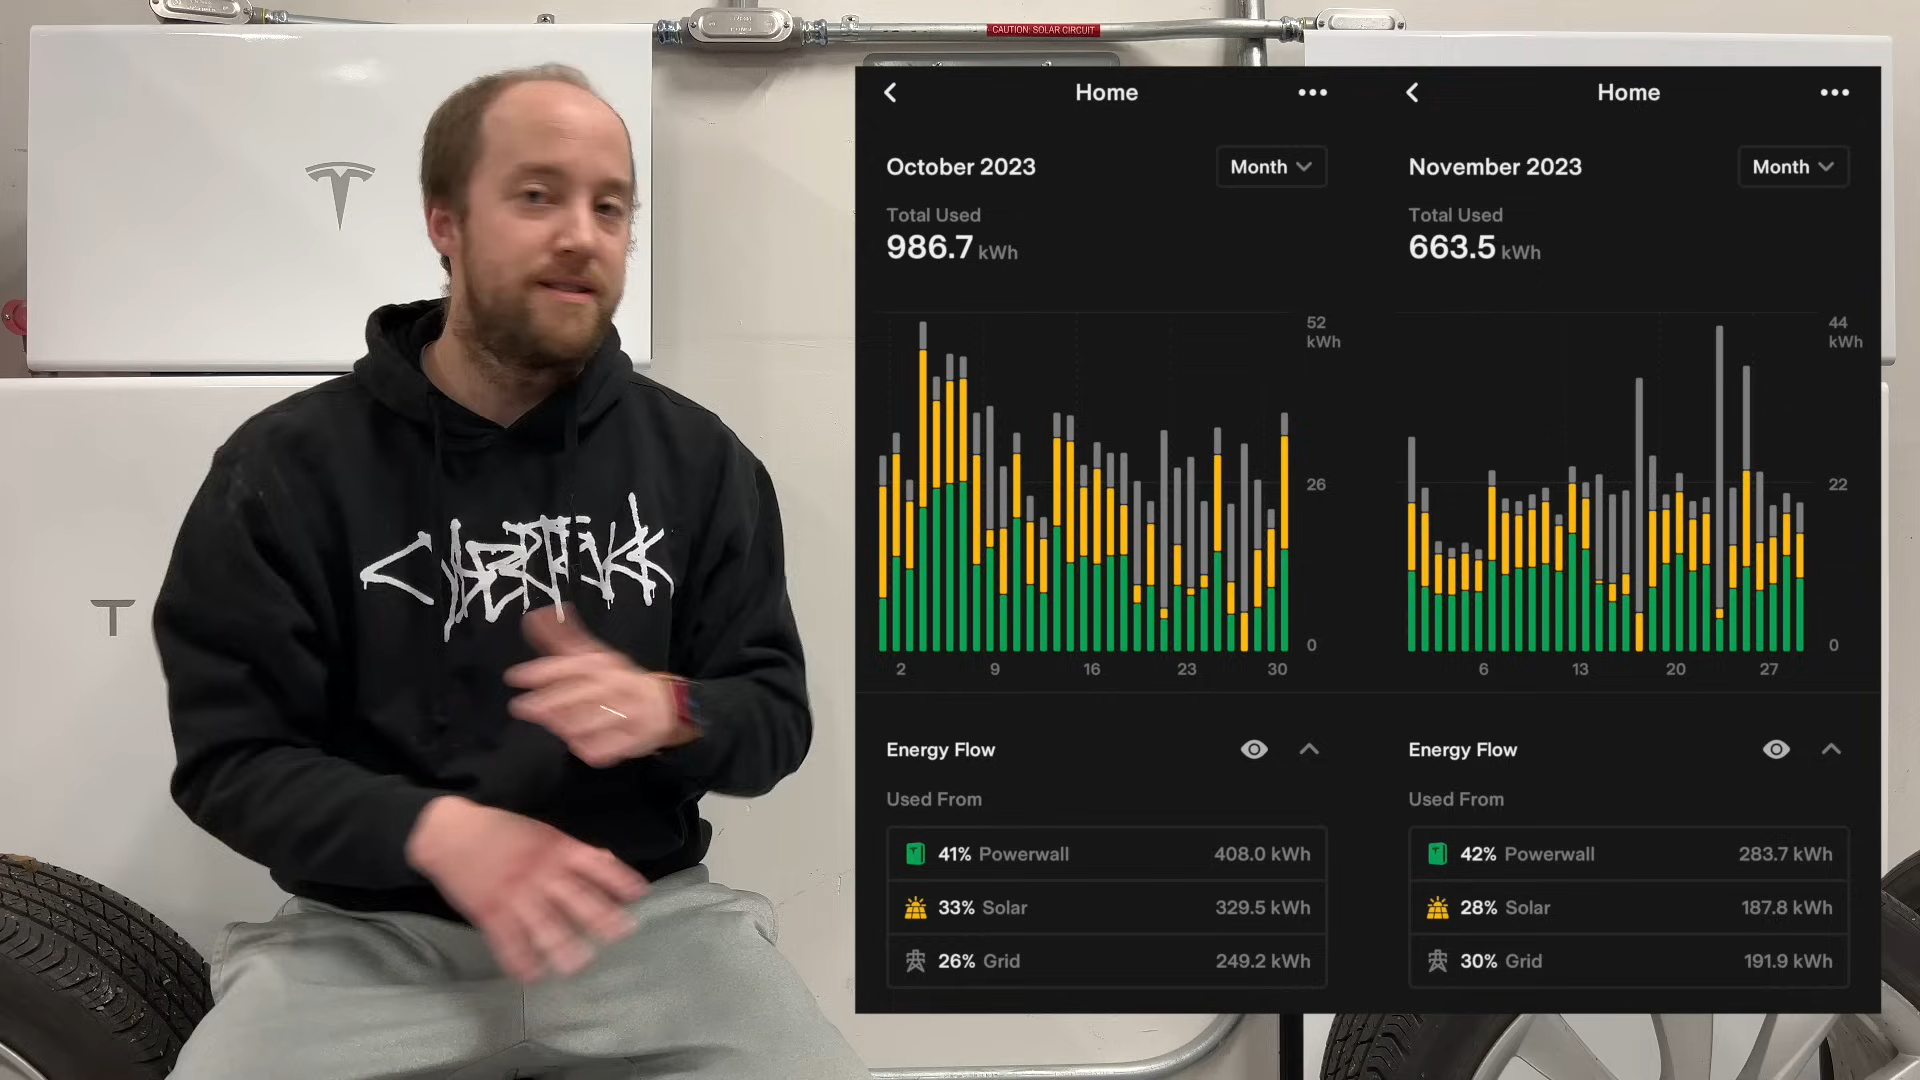 CAUTION: SOLAR CIRCUIT
CYBERTRUCK
Home
October 2023
Month
Total Used
986.7 kWh
52
kWh
26
0
2 9 16 23 30
Energy Flow
Used From
41% Powerwall 408.0 kWh
33% Solar 329.5 kWh
26% Grid 249.2 kWh
Home
November 2023
Month
Total Used
663.5 kWh
44
kWh
22
0
6 13 20 27
Energy Flow
Used From
42% Powerwall 283.7 kWh
28% Solar 187.8 kWh
30% Grid 191.9 kWh